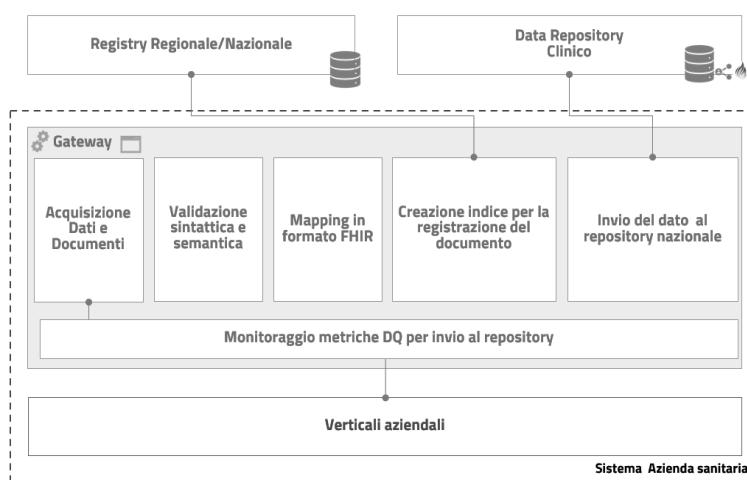 Registry Regionale/Nazionale
Data Repository
Clinico
Gateway
Acquisizione
Dati e
Documenti
Validazione
sintattica e
semantica
Mapping in
formato FHIR
Creazione indice per la
registrazione del
documento
Invio del dato al
repository nazionale
Monitoraggio metriche DQ per invio al repository
Verticali aziendali
Sistema Azienda sanitaria